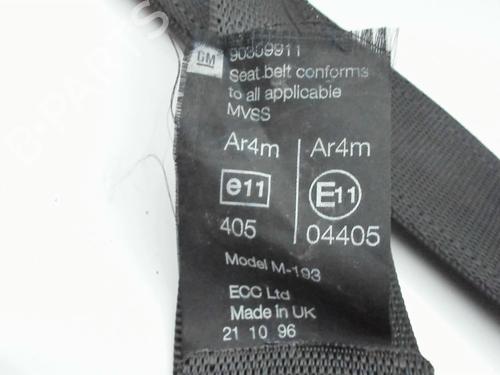 GM 90309911
Seat belt conforms
to all applicable
MVSS
Ar4m Ar4m
e11 E11
405 04405
Model M-193
ECC Ltd
Made in UK
21 10 96
B-PARTS